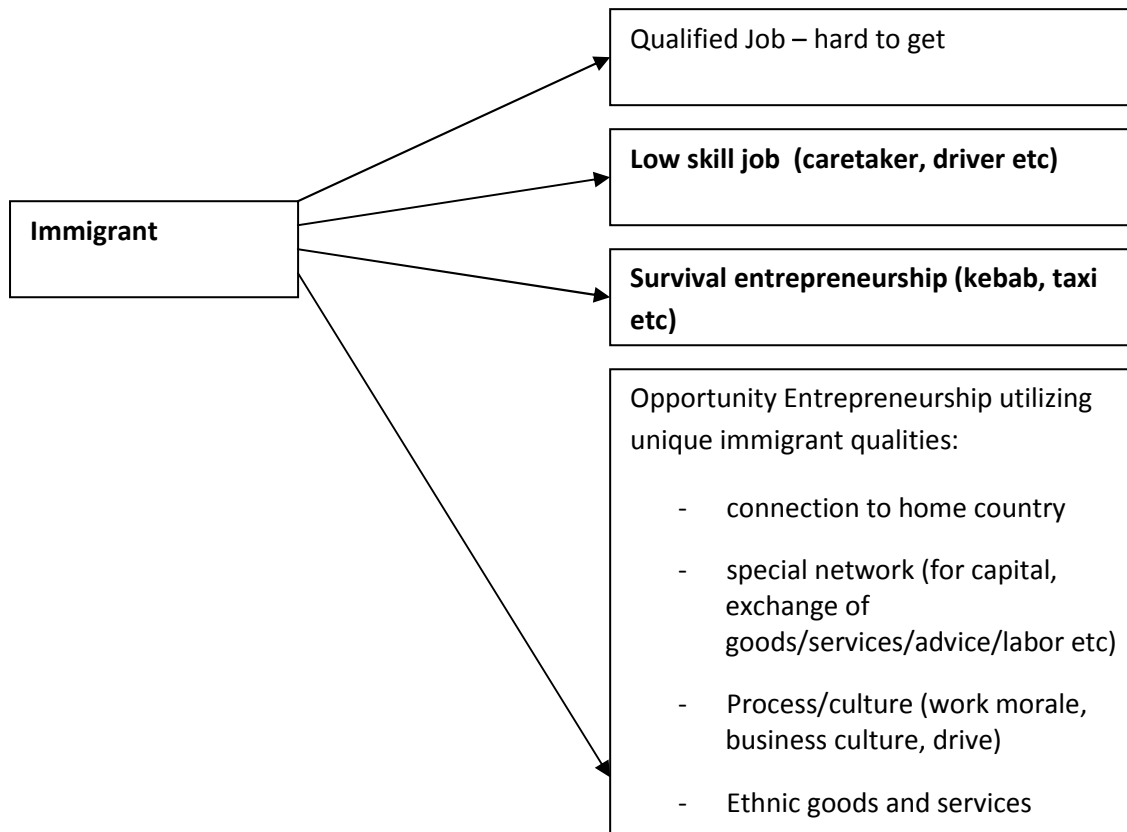 Qualified Job – hard to get
Low skill job  (caretaker, driver etc)
Immigrant
Survival entrepreneurship (kebab, taxi
etc)
Opportunity Entrepreneurship utilizing
unique immigrant qualities:
- connection to home country
- special network (for capital,
exchange of
goods/services/advice/labor etc)
- Process/culture (work morale,
business culture, drive)
- Ethnic goods and services